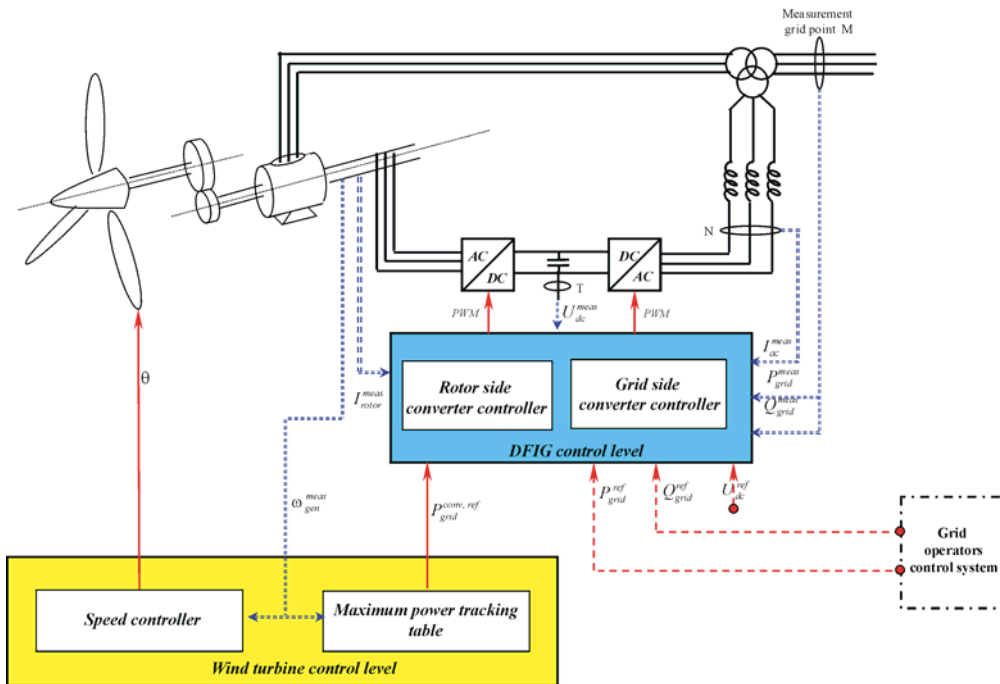 Measurement
grid point M
N
AC
DC
DC
AC
T
PWM
U_dc^meas
PWM
θ
I_rotor^meas
I_ac^meas
P_grid^meas
Q_grid^meas
Rotor side
converter controller
Grid side
converter controller
DFIG control level
ω_gen^meas
P_grid^conv, ref
P_grid^ref
Q_grid^ref
U_dc^ref
Grid
operators
control system
Speed controller
Maximum power tracking
table
Wind turbine control level